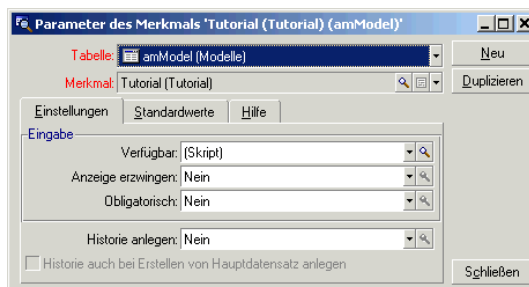 Parameter des Merkmals 'Tutorial (Tutorial) (amModel)'
Tabelle: amModel (Modelle)
Neu
Merkmal: Tutorial (Tutorial)
Duplizieren
Einstellungen Standardwerte Hilfe
Eingabe
Verfügbar: (Skript)
Anzeige erzwingen: Nein
Obligatorisch: Nein
Historie anlegen: Nein
Historie auch bei Erstellen von Hauptdatensatz anlegen
Schließen